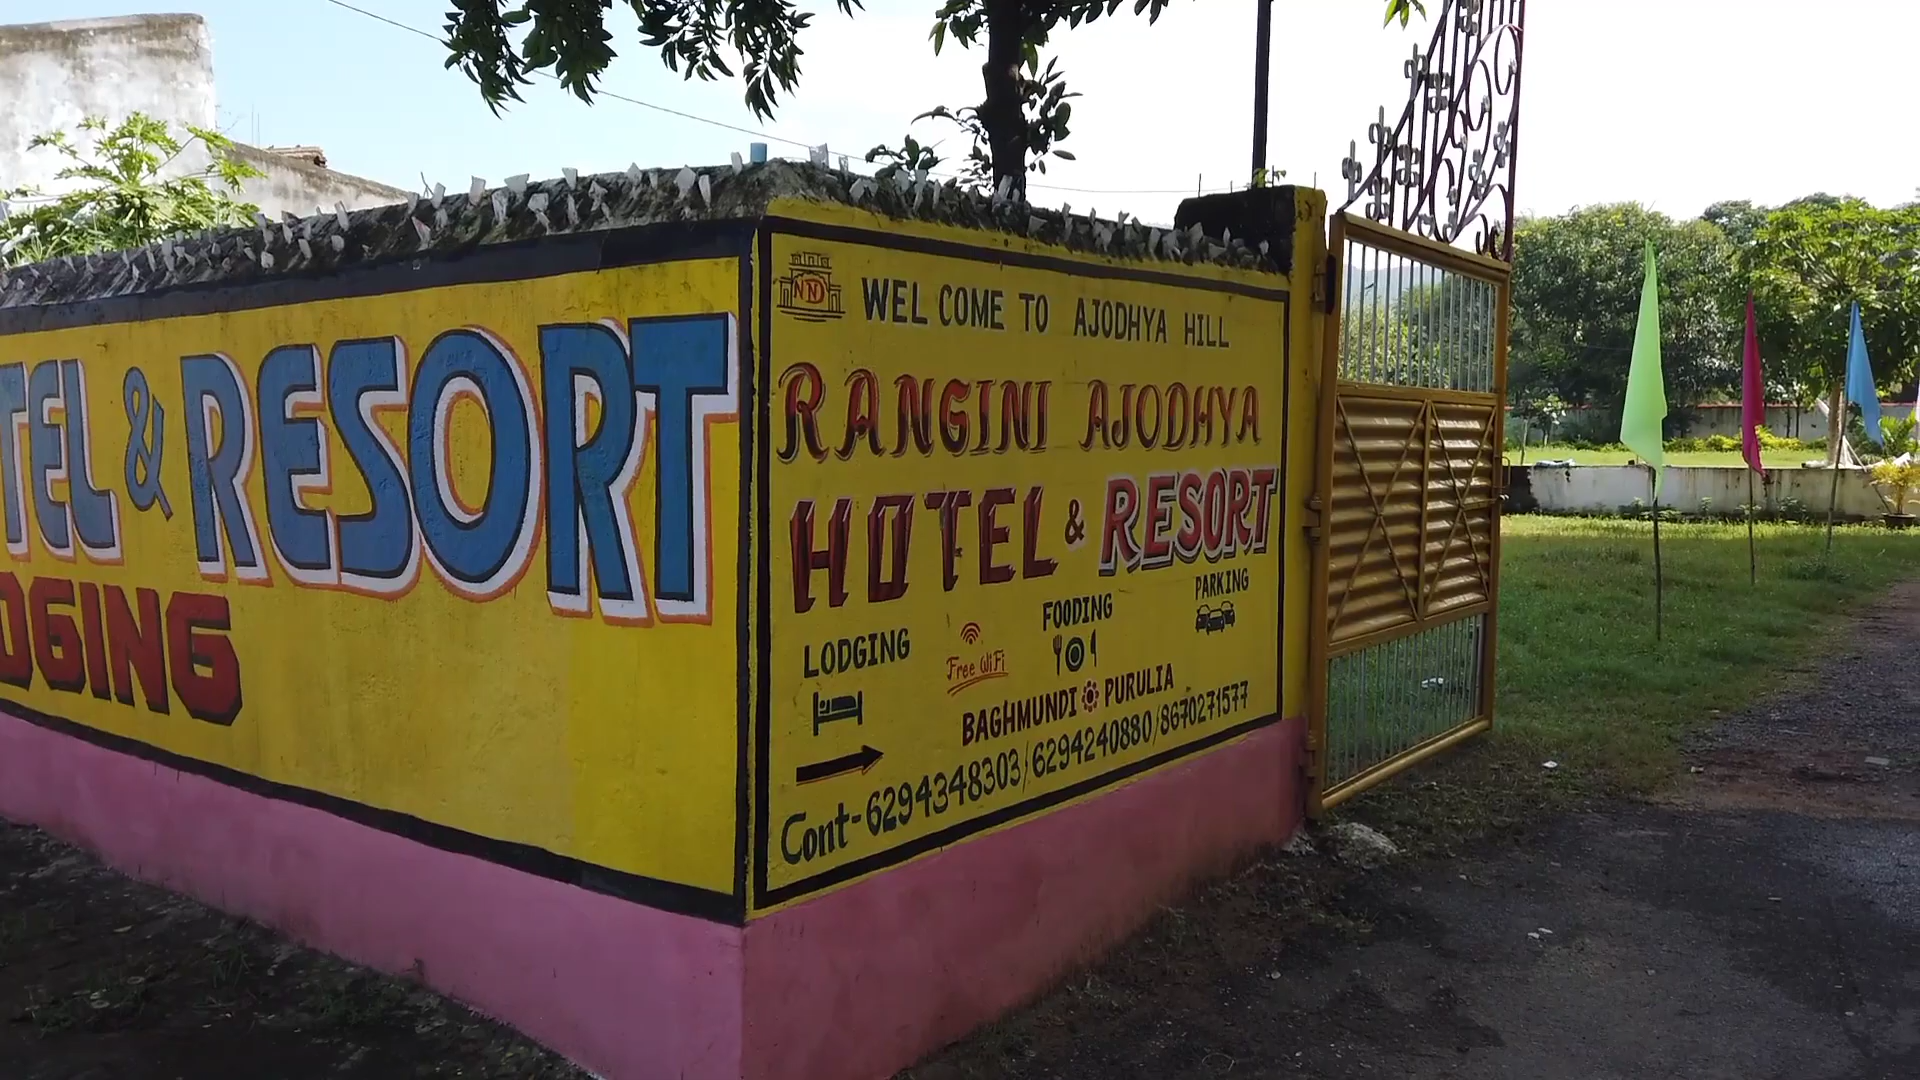 TEL & RESORT
DGING
NND
WEL COME TO AJODHYA HILL
RANGINI AJODHYA
HOTEL & RESORT
PARKING
FOODING
LODGING
Free WiFi
BAGHMUNDI PURULIA
Cont-6294348303/6294240880/8670271577